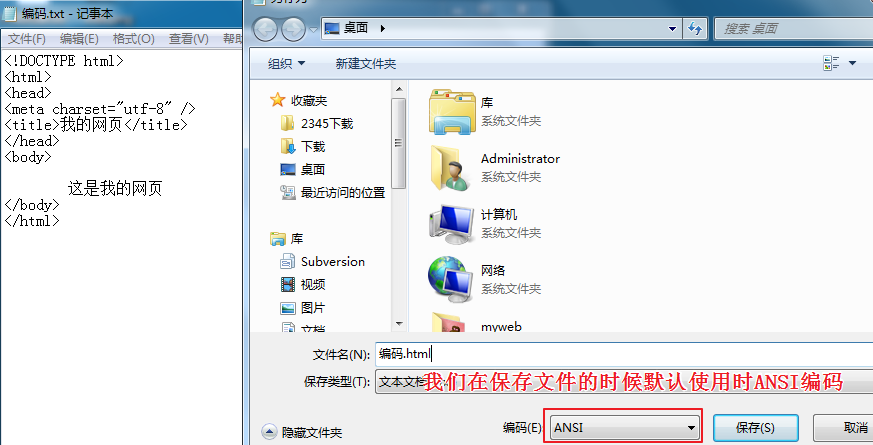 编码.txt - 记事本
文件(F) 编辑(E) 格式(O) 查看(V) 帮助
<!DOCTYPE html>
<html>
<head>
<meta charset="utf-8" />
<title>我的网页</title>
</head>
<body>
这是我的网页
</body>
</html>
桌面
搜索 桌面
组织 新建文件夹
收藏夹
2345下载
下载
桌面
最近访问的位置
库
Subversion
视频
图片
文档
库
系统文件夹
Administrator
系统文件夹
计算机
系统文件夹
网络
系统文件夹
myweb
文件名(N): 编码.html
保存类型(T): 文本文档
我们在保存文件的时候默认使用时ANSI编码
隐藏文件夹
编码(E): ANSI
保存(S) 取消